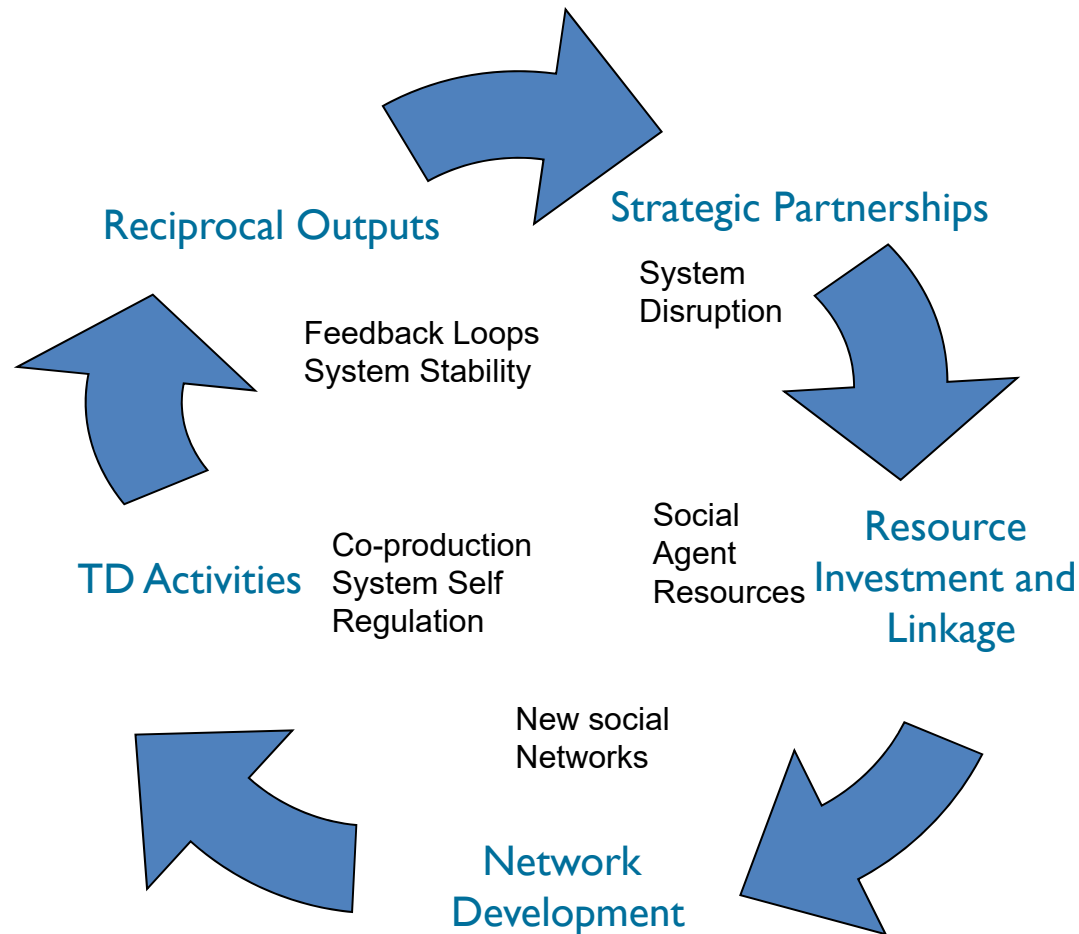 Strategic Partnerships
System
Disruption
Resource
Investment and
Linkage
Social
Agent
Resources
Network
Development
New social
Networks
TD Activities
Co-production
System Self
Regulation
Reciprocal Outputs
Feedback Loops
System Stability